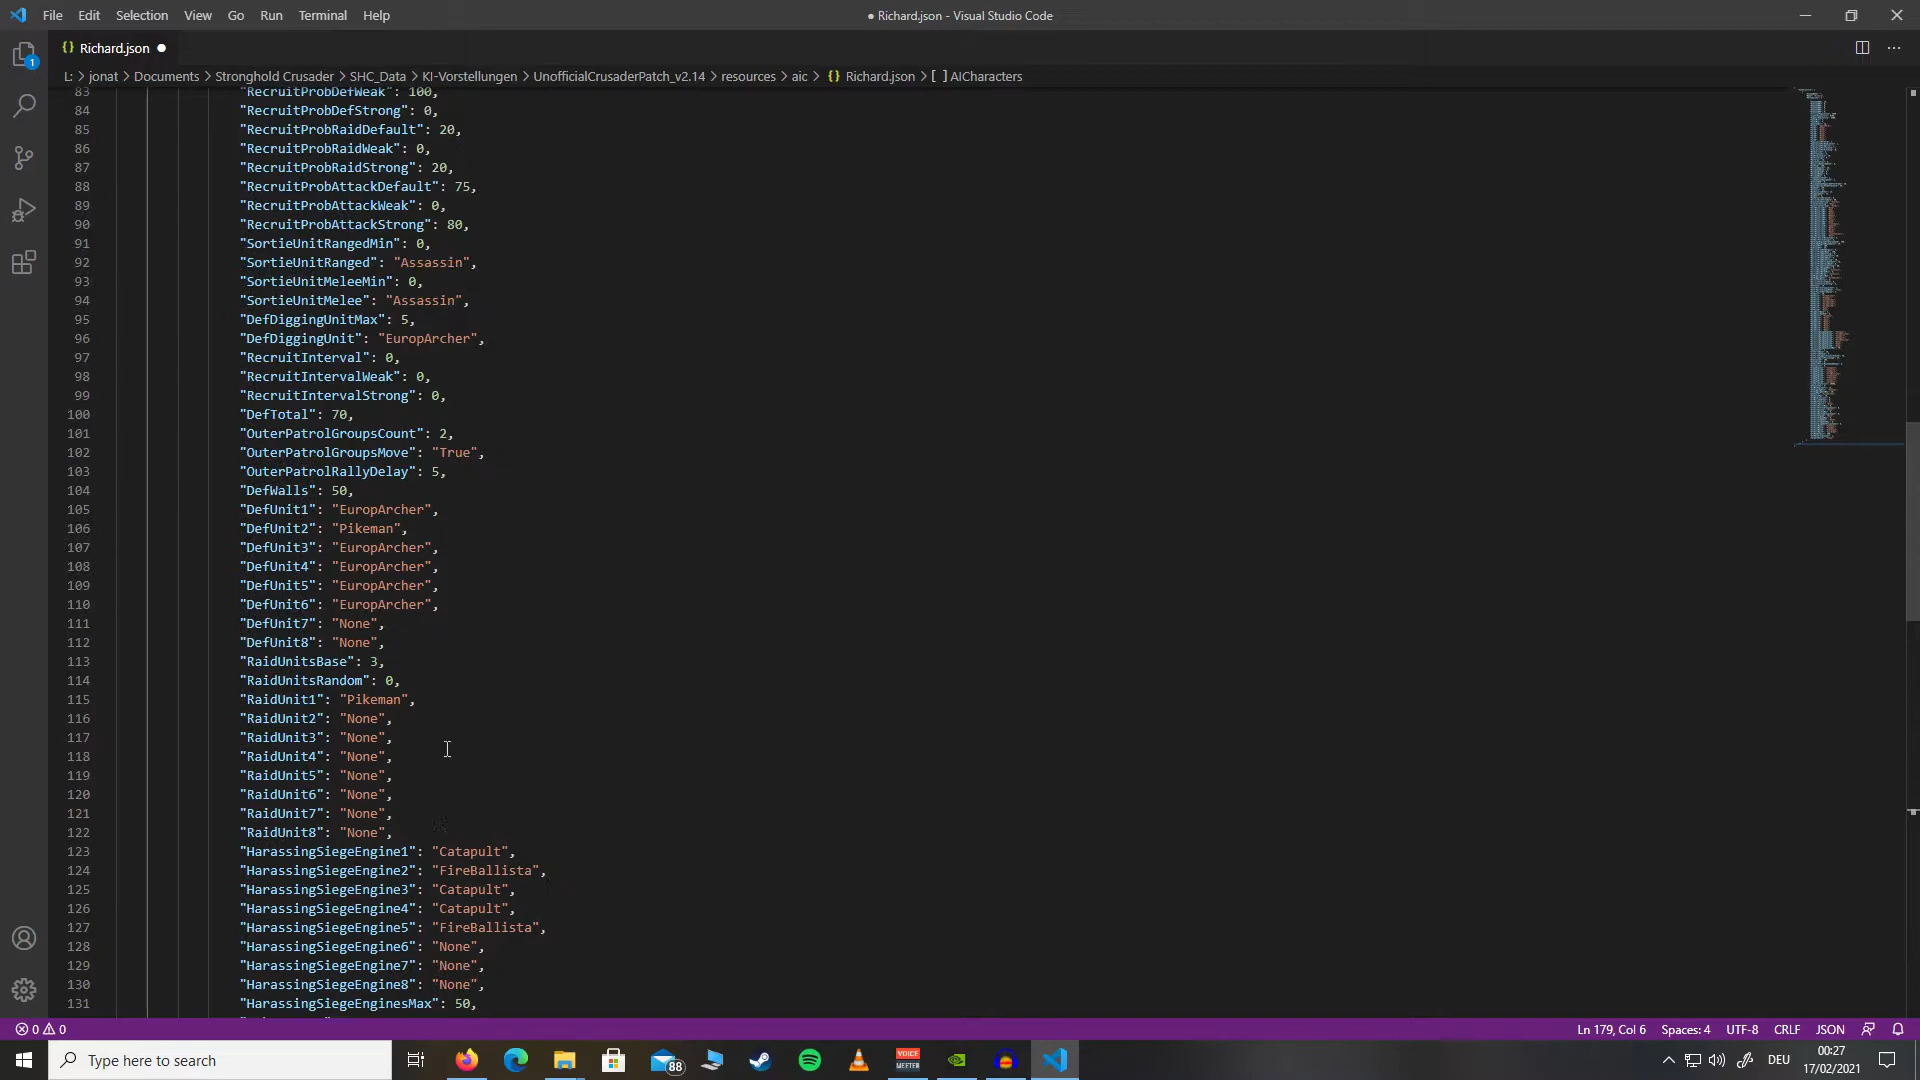 File Edit Selection View Go Run Terminal Help
● Richard.json - Visual Studio Code
{} Richard.json ●
L: > jonat > Documents > Stronghold Crusader > SHC_Data > KI-Vorstellungen > UnofficialCrusaderPatch_v2.14 > resources > aic > {} Richard.json > [ ] AICharacters
83 "RecruitProbDefWeak": 100,
84 "RecruitProbDefStrong": 0,
85 "RecruitProbRaidDefault": 20,
86 "RecruitProbRaidWeak": 0,
87 "RecruitProbRaidStrong": 20,
88 "RecruitProbAttackDefault": 75,
89 "RecruitProbAttackWeak": 0,
90 "RecruitProbAttackStrong": 80,
91 "SortieUnitRangedMin": 0,
92 "SortieUnitRanged": "Assassin",
93 "SortieUnitMeleeMin": 0,
94 "SortieUnitMelee": "Assassin",
95 "DefDiggingUnitMax": 5,
96 "DefDiggingUnit": "EuropArcher",
97 "RecruitInterval": 0,
98 "RecruitIntervalWeak": 0,
99 "RecruitIntervalStrong": 0,
100 "DefTotal": 70,
101 "OuterPatrolGroupsCount": 2,
102 "OuterPatrolGroupsMove": "True",
103 "OuterPatrolRallyDelay": 5,
104 "DefWalls": 50,
105 "DefUnit1": "EuropArcher",
106 "DefUnit2": "Pikeman",
107 "DefUnit3": "EuropArcher",
108 "DefUnit4": "EuropArcher",
109 "DefUnit5": "EuropArcher",
110 "DefUnit6": "EuropArcher",
111 "DefUnit7": "None",
112 "DefUnit8": "None",
113 "RaidUnitsBase": 3,
114 "RaidUnitsRandom": 0,
115 "RaidUnit1": "Pikeman",
116 "RaidUnit2": "None",
117 "RaidUnit3": "None",
118 "RaidUnit4": "None",
119 "RaidUnit5": "None",
120 "RaidUnit6": "None",
121 "RaidUnit7": "None",
122 "RaidUnit8": "None",
123 "HarassingSiegeEngine1": "Catapult",
124 "HarassingSiegeEngine2": "FireBallista",
125 "HarassingSiegeEngine3": "Catapult",
126 "HarassingSiegeEngine4": "Catapult",
127 "HarassingSiegeEngine5": "FireBallista",
128 "HarassingSiegeEngine6": "None",
129 "HarassingSiegeEngine7": "None",
130 "HarassingSiegeEngine8": "None",
131 "HarassingSiegeEnginesMax": 50,
0 0 Ln 179, Col 6 Spaces: 4 UTF-8 CRLF JSON
Type here to search 88 VOICE MEETER DEU 00:27
17/02/2021